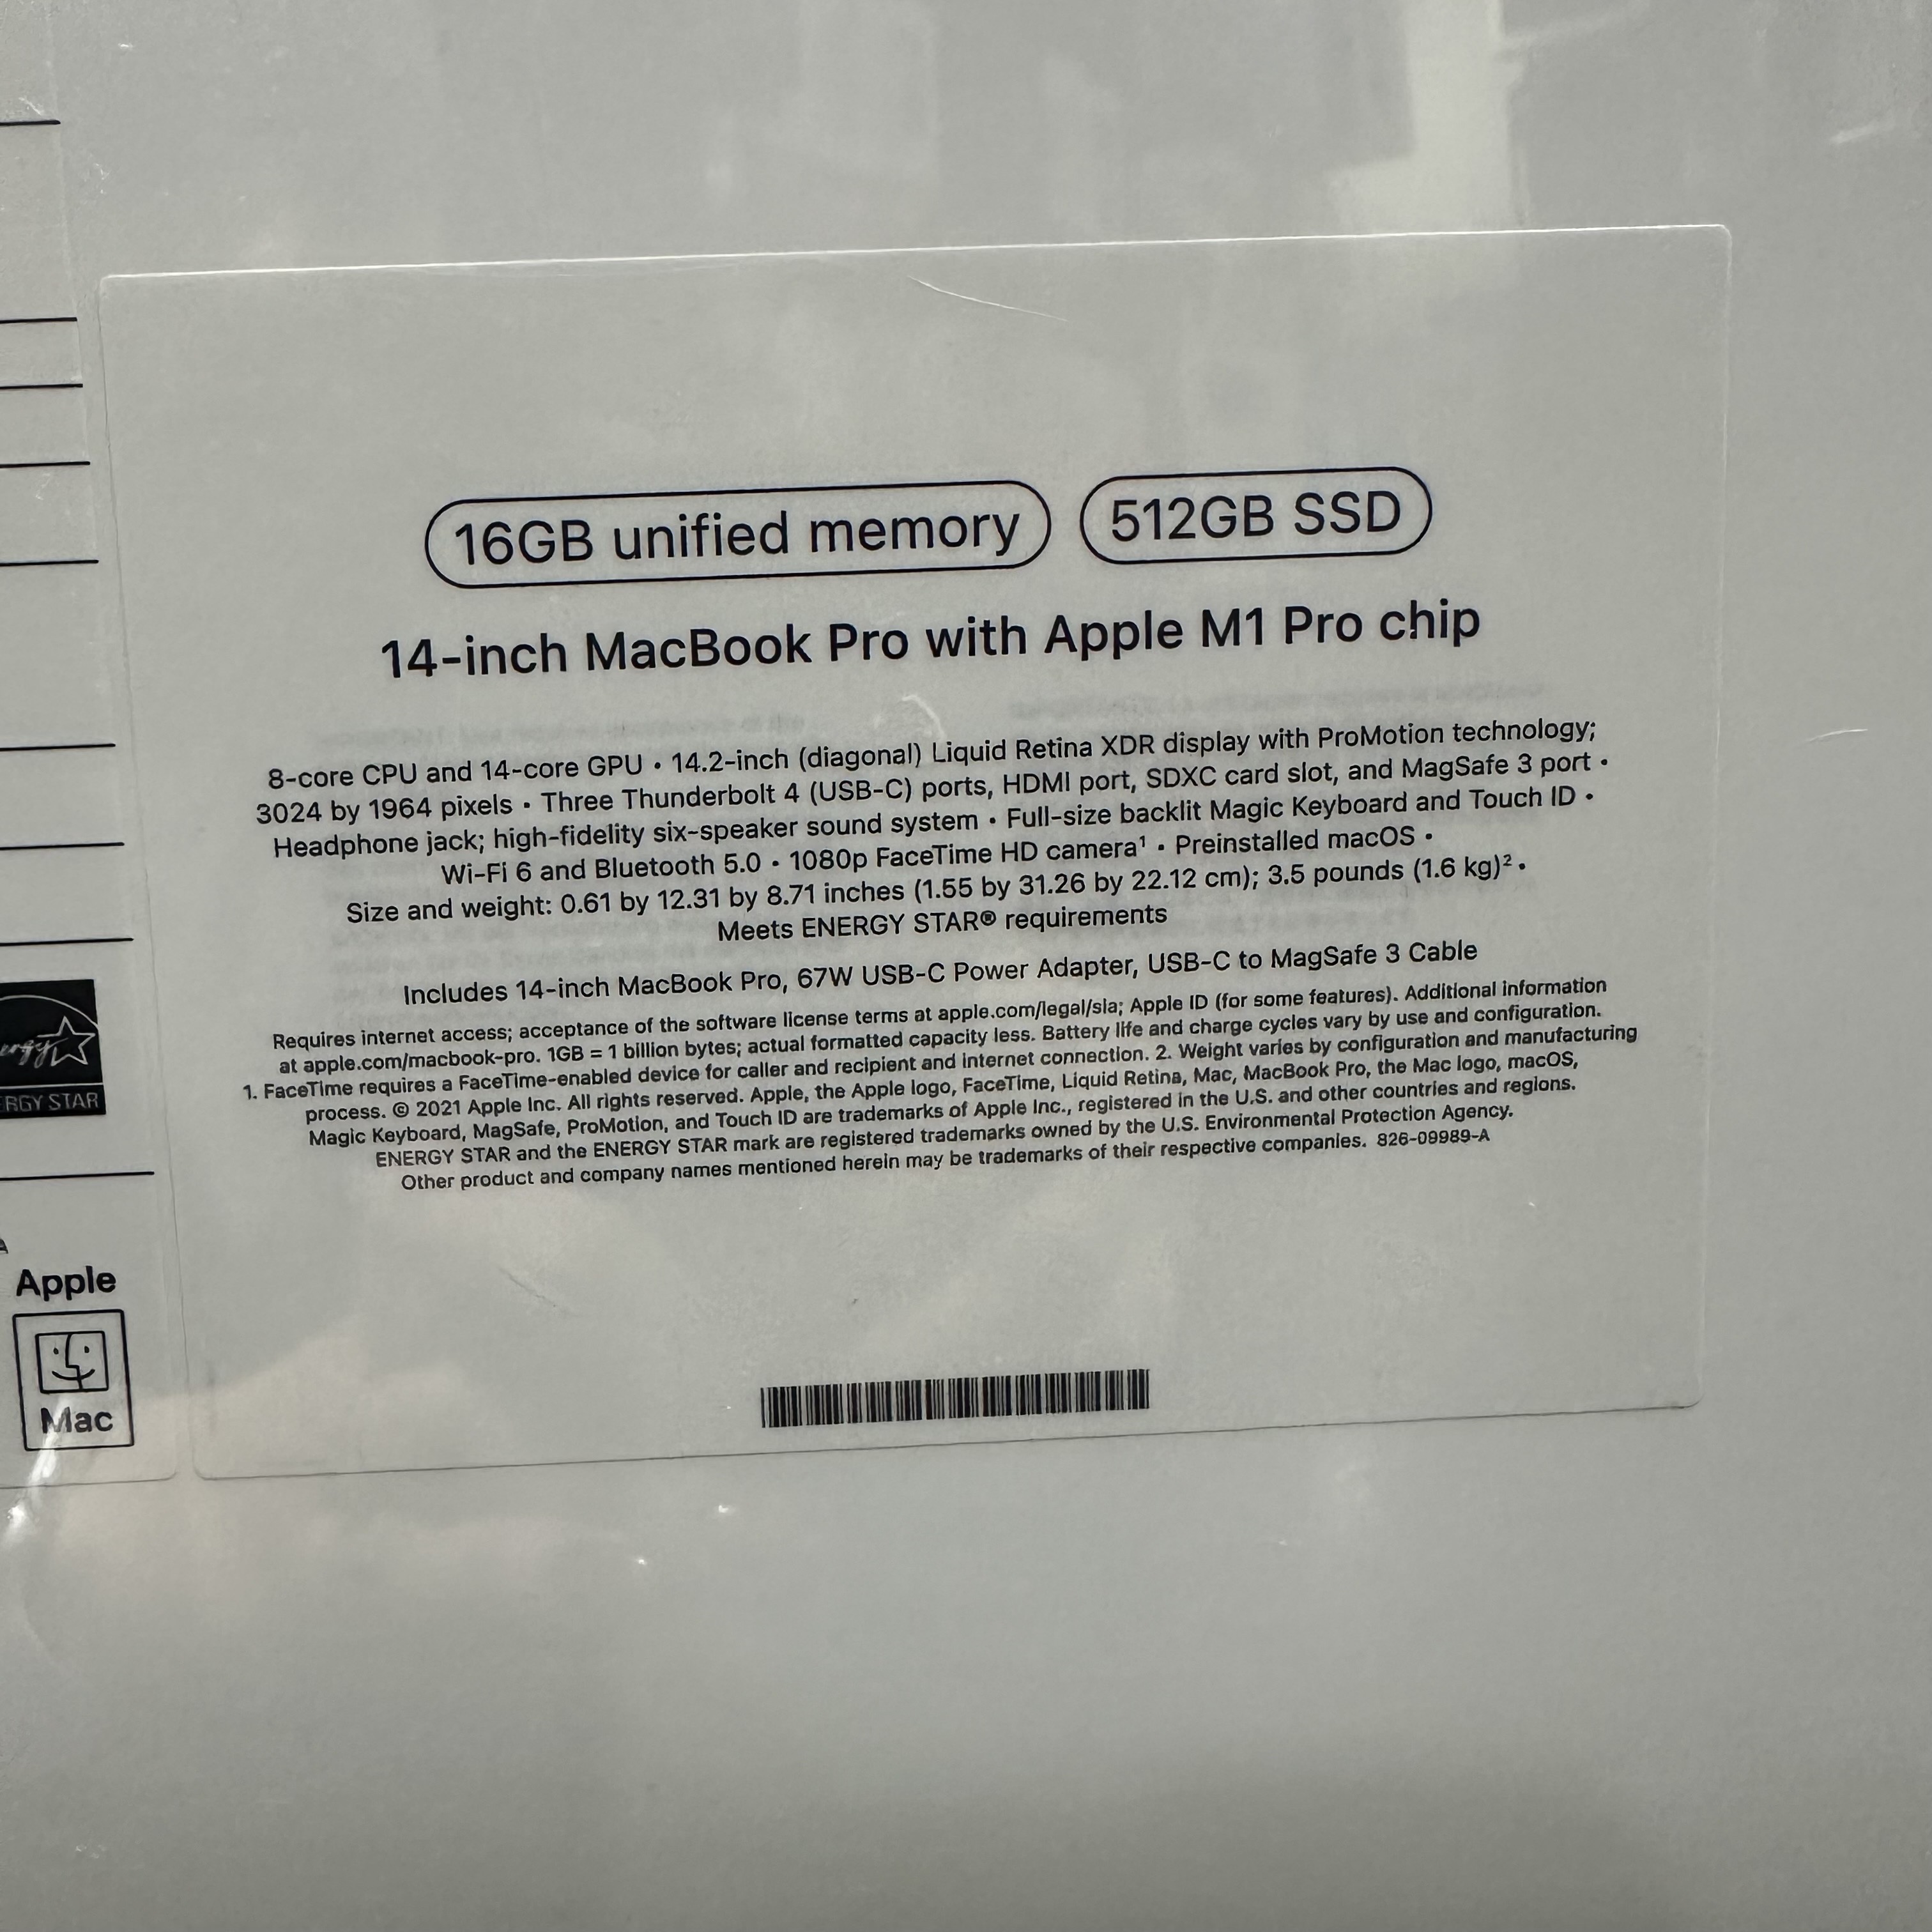 16GB unified memory 512GB SSD
14-inch MacBook Pro with Apple M1 Pro chip
8-core CPU and 14-core GPU • 14.2-inch (diagonal) Liquid Retina XDR display with ProMotion technology;
3024 by 1964 pixels • Three Thunderbolt 4 (USB-C) ports, HDMI port, SDXC card slot, and MagSafe 3 port •
Headphone jack; high-fidelity six-speaker sound system • Full-size backlit Magic Keyboard and Touch ID •
Wi-Fi 6 and Bluetooth 5.0 • 1080p FaceTime HD camera¹ • Preinstalled macOS •
Size and weight: 0.61 by 12.31 by 8.71 inches (1.55 by 31.26 by 22.12 cm); 3.5 pounds (1.6 kg)² •
Meets ENERGY STAR® requirements
Includes 14-inch MacBook Pro, 67W USB-C Power Adapter, USB-C to MagSafe 3 Cable
Requires internet access; acceptance of the software license terms at apple.com/legal/sla; Apple ID (for some features). Additional information
at apple.com/macbook-pro. 1GB = 1 billion bytes; actual formatted capacity less. Battery life and charge cycles vary by use and configuration.
1. FaceTime requires a FaceTime-enabled device for caller and recipient and internet connection. 2. Weight varies by configuration and manufacturing
process. © 2021 Apple Inc. All rights reserved. Apple, the Apple logo, FaceTime, Liquid Retina, Mac, MacBook Pro, the Mac logo, macOS,
Magic Keyboard, MagSafe, ProMotion, and Touch ID are trademarks of Apple Inc., registered in the U.S. and other countries and regions.
ENERGY STAR and the ENERGY STAR mark are registered trademarks owned by the U.S. Environmental Protection Agency.
Other product and company names mentioned herein may be trademarks of their respective companies. 826-09989-A
STAR
Apple
Mac